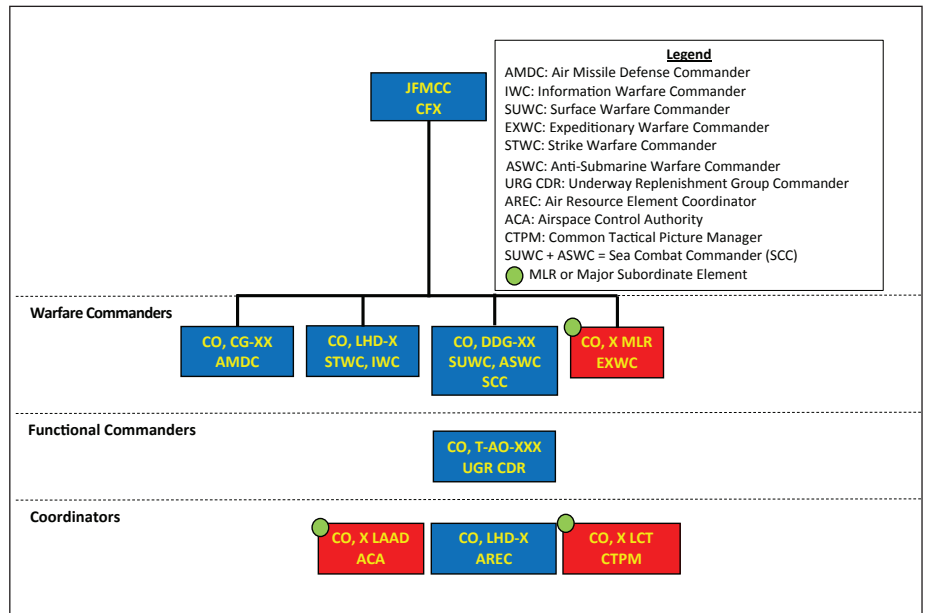 JFMCC
CFX
Legend
AMDC: Air Missile Defense Commander
IWC: Information Warfare Commander
SUWC: Surface Warfare Commander
EXWC: Expeditionary Warfare Commander
STWC: Strike Warfare Commander
ASWC: Anti-Submarine Warfare Commander
URG CDR: Underway Replenishment Group Commander
AREC: Air Resource Element Coordinator
ACA: Airspace Control Authority
CTPM: Common Tactical Picture Manager
SUWC + ASWC = Sea Combat Commander (SCC)
MLR or Major Subordinate Element
Warfare Commanders
CO, CG-XX
AMDC
CO, LHD-X
STWC, IWC
CO, DDG-XX
SUWC, ASWC
SCC
CO, X MLR
EXWC
Functional Commanders
CO, T-AO-XXX
UGR CDR
Coordinators
CO, X LAAD
ACA
CO, LHD-X
AREC
CO, X LCT
CTPM